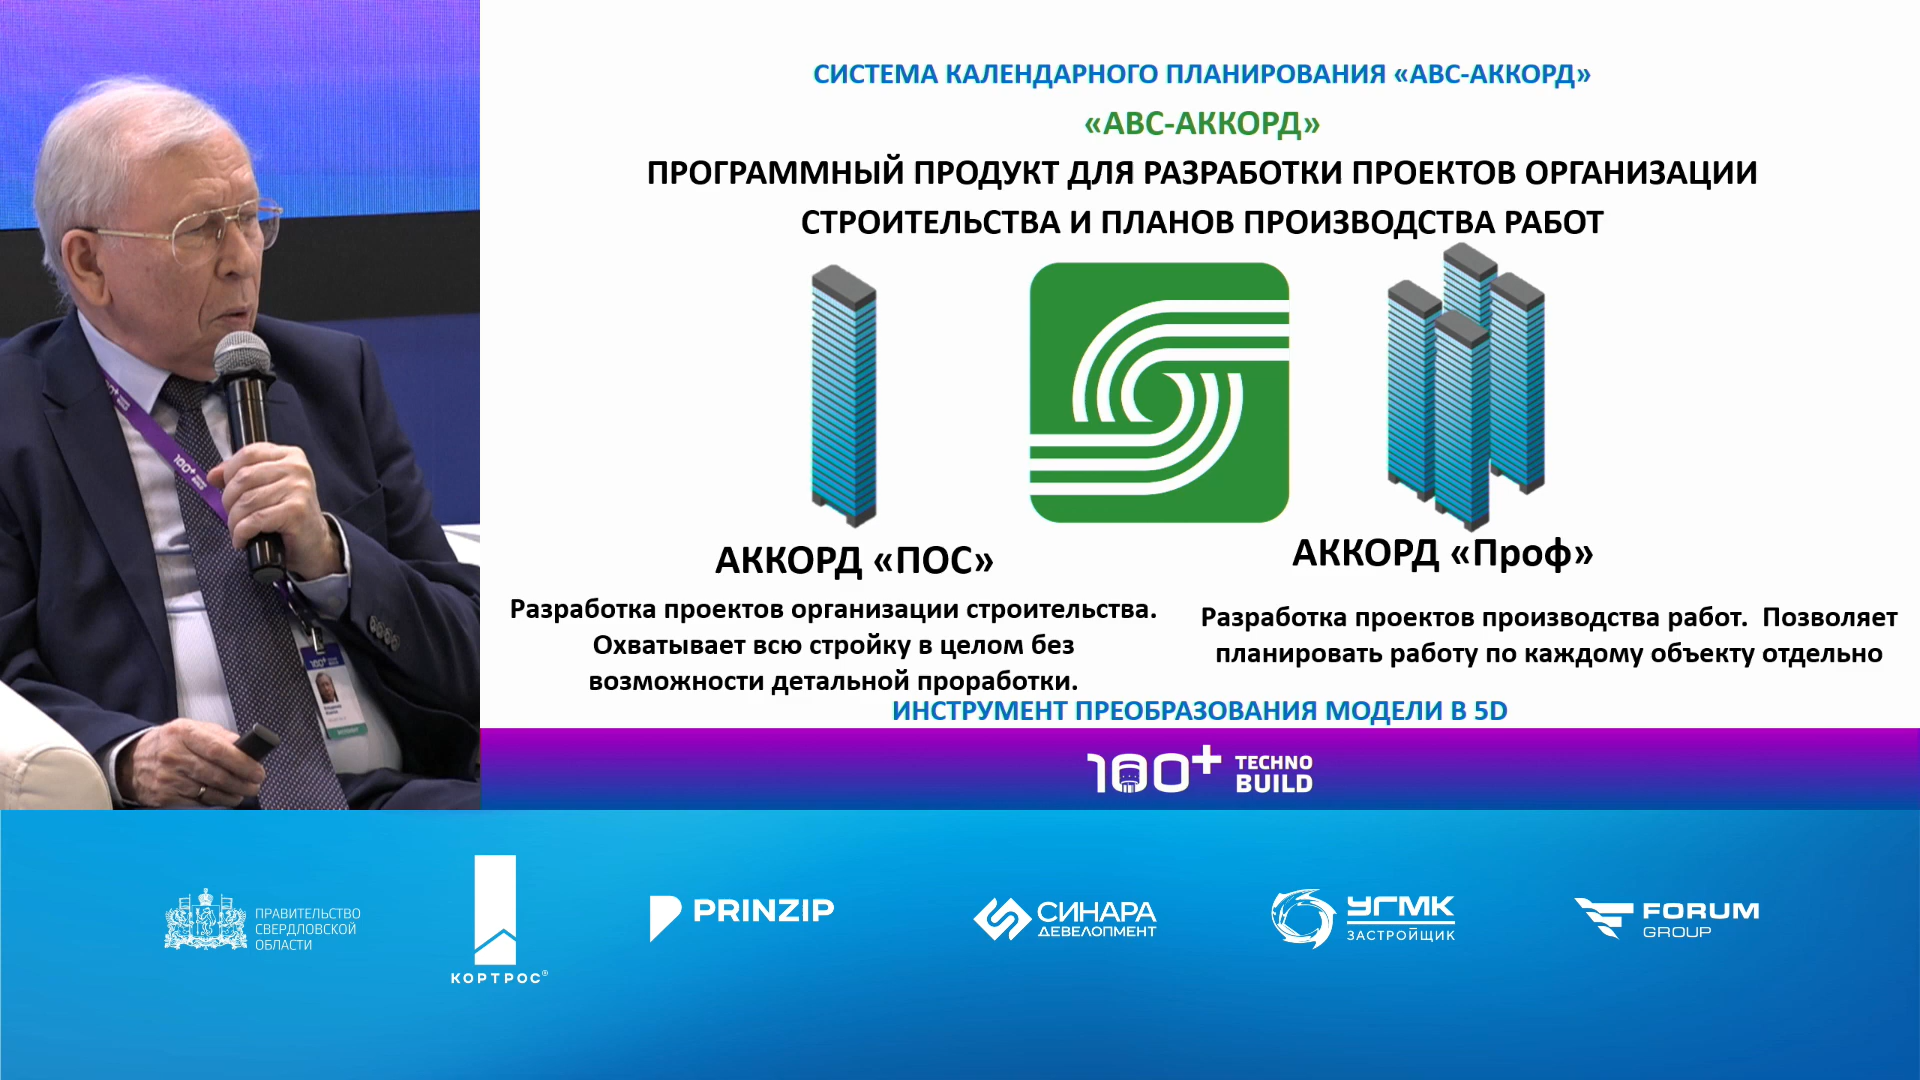 СИСТЕМА КАЛЕНДАРНОГО ПЛАНИРОВАНИЯ «АВС-АККОРД»
«АВС-АККОРД»
ПРОГРАММНЫЙ ПРОДУКТ ДЛЯ РАЗРАБОТКИ ПРОЕКТОВ ОРГАНИЗАЦИИ
СТРОИТЕЛЬСТВА И ПЛАНОВ ПРОИЗВОДСТВА РАБОТ
АККОРД «ПОС»
АККОРД «Проф»
Разработка проектов организации строительства.
Охватывает всю стройку в целом без
возможности детальной проработки.
Разработка проектов производства работ. Позволяет
планировать работу по каждому объекту отдельно
ИНСТРУМЕНТ ПРЕОБРАЗОВАНИЯ МОДЕЛИ В 5D
100+ TECHNO
BUILD
100+
100+
ПРАВИТЕЛЬСТВО
СВЕРДЛОВСКОЙ
ОБЛАСТИ
КОРТРОС®
PRINZIP
СИНАРА
ДЕВЕЛОПМЕНТ
УГМК
ЗАСТРОЙЩИК
FORUM
GROUP